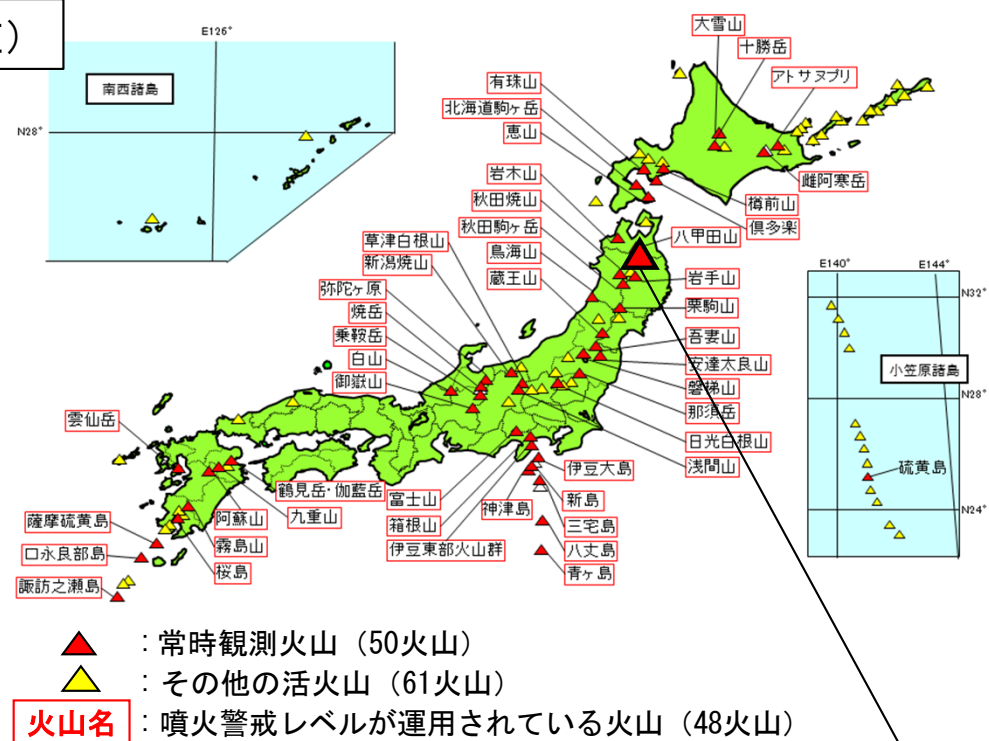 E126°
南西諸島
N28°
大雪山
十勝岳
アトサヌプリ
有珠山
北海道駒ヶ岳
恵山
雌阿寒岳
樽前山
倶多楽
岩木山
秋田焼山
秋田駒ヶ岳
鳥海山
蔵王山
八甲田山
岩手山
栗駒山
吾妻山
安達太良山
磐梯山
那須岳
日光白根山
浅間山
草津白根山
新潟焼山
弥陀ヶ原
焼岳
乗鞍岳
白山
御嶽山
E140°
E144°
N32°
小笠原諸島
N28°
硫黄島
N24°
雲仙岳
鶴見岳・伽藍岳
阿蘇山
九重山
霧島山
桜島
薩摩硫黄島
口永良部島
諏訪之瀬島
富士山
箱根山
伊豆東部火山群
伊豆大島
新島
神津島
三宅島
八丈島
青ヶ島
：常時観測火山（50火山）
：その他の活火山（61火山）
火山名：噴火警戒レベルが運用されている火山（48火山）